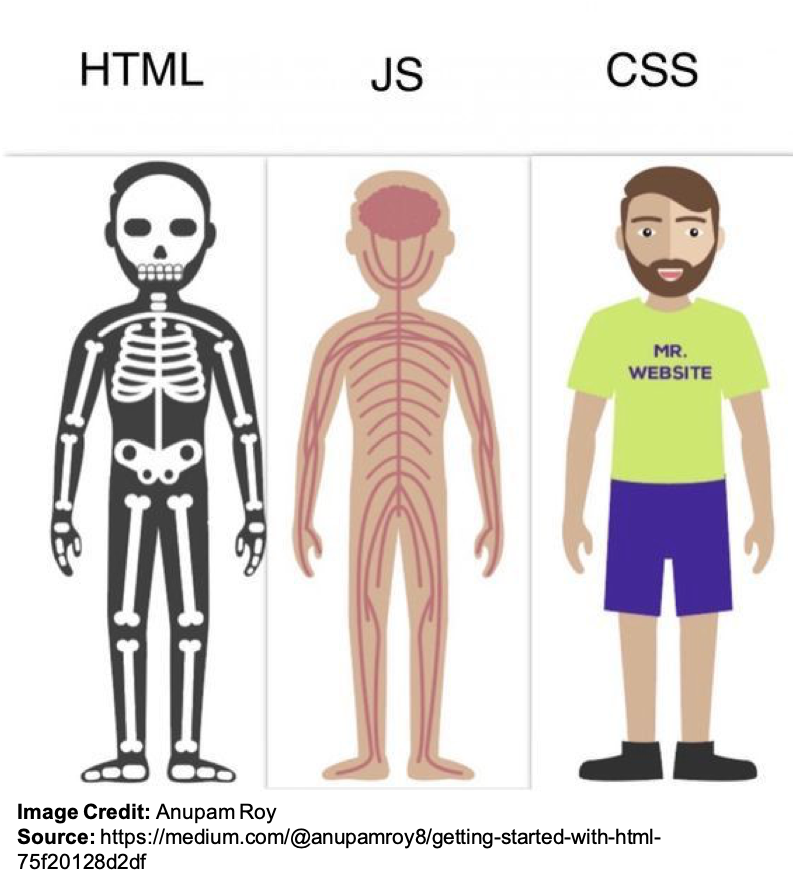 HTML
JS
CSS
MR.
WEBSITE
Image Credit: Anupam Roy
Source: https://medium.com/@anupamroy8/getting-started-with-html-
75f20128d2df